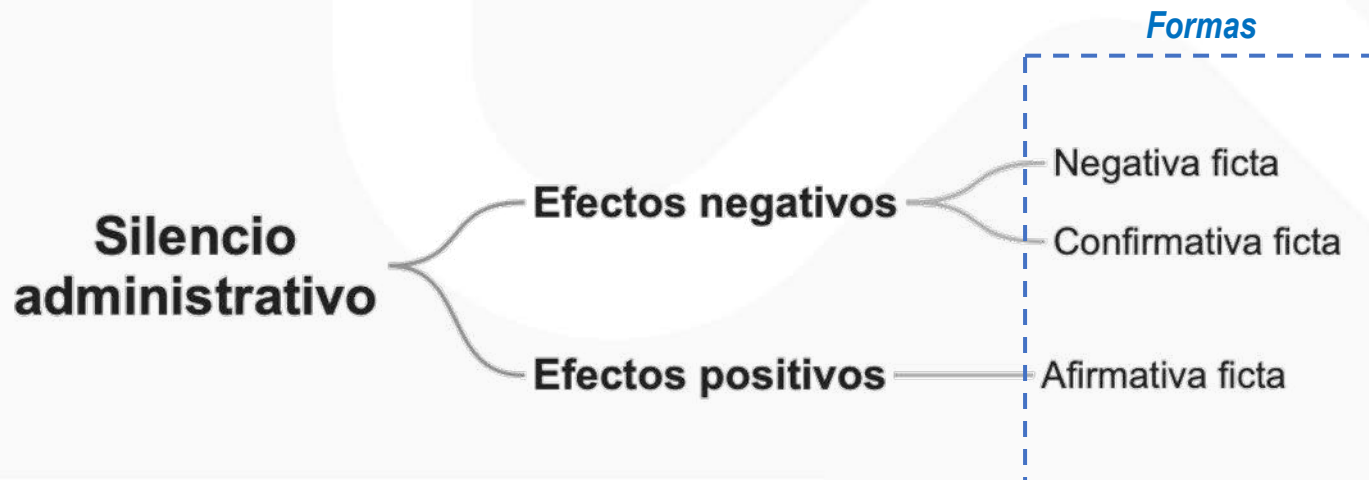 Formas
Silencio
administrativo
Efectos negativos
Negativa ficta
Confirmativa ficta
Efectos positivos
Afirmativa ficta